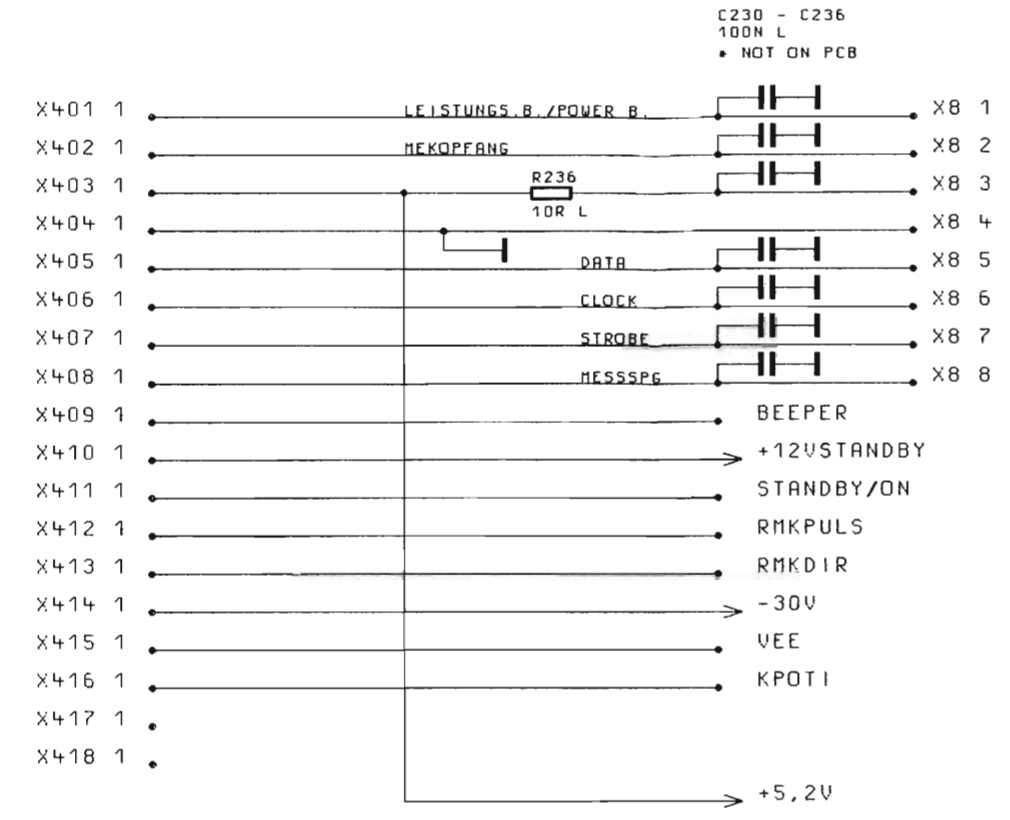 C230 - C236
100N L
* NOT ON PCB
X401 1 LEISTUNGS.B./POWER B. X8 1
X402 1 MEKOPFANG X8 2
X403 1 R236 X8 3
10R L
X404 1 X8 4
X405 1 DATA X8 5
X406 1 CLOCK X8 6
X407 1 STROBE X8 7
X408 1 MESSSPG X8 8
X409 1 BEEPER
X410 1 +12VSTANDBY
X411 1 STANDBY/ON
X412 1 RMKPULS
X413 1 RMKDIR
X414 1 -30V
X415 1 VEE
X416 1 KPOTI
X417 1
X418 1
+5,2V